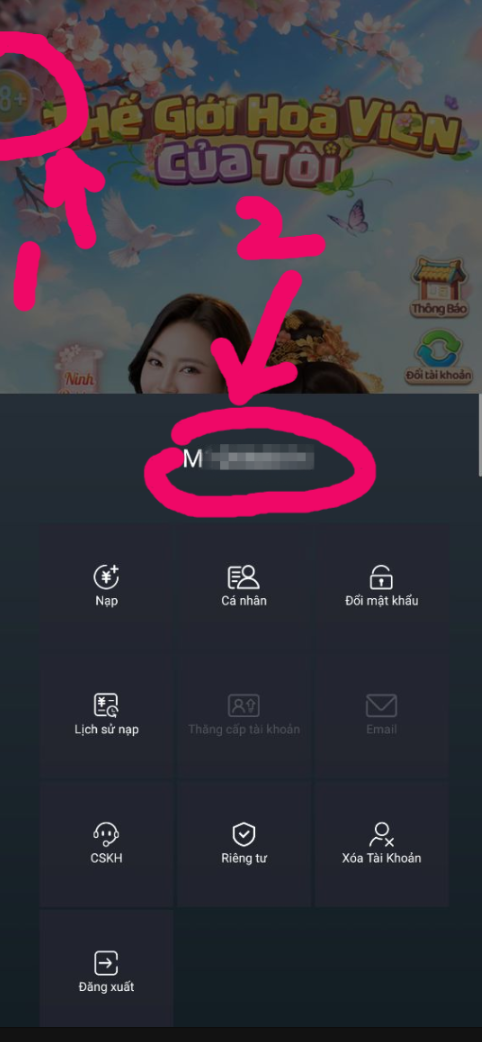 8+
Thế Giới Hoa Viên
Của Tôi
2
1
Thông Báo
Đổi tài khoản
Ninh
M
Nạp
Cá nhân
Đổi mật khẩu
Lịch sử nạp
Thăng cấp tài khoản
Email
CSKH
Riêng tư
Xóa Tài Khoản
Đăng xuất